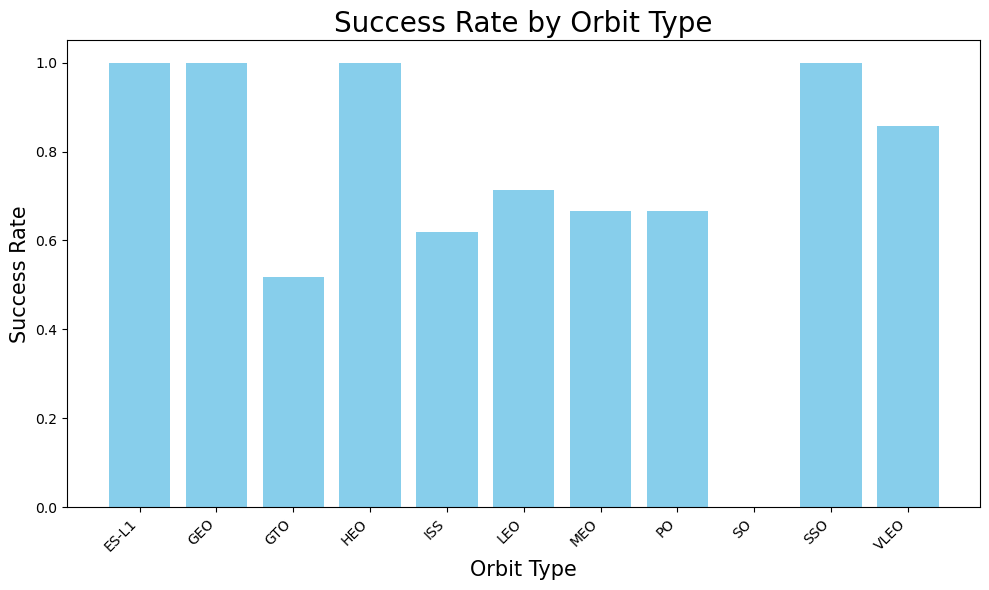 Success Rate by Orbit Type
Success Rate
1.0
0.8
0.6
0.4
0.2
0.0
ES-L1
GEO
GTO
HEO
ISS
LEO
MEO
PO
SO
SSO
VLEO
Orbit Type